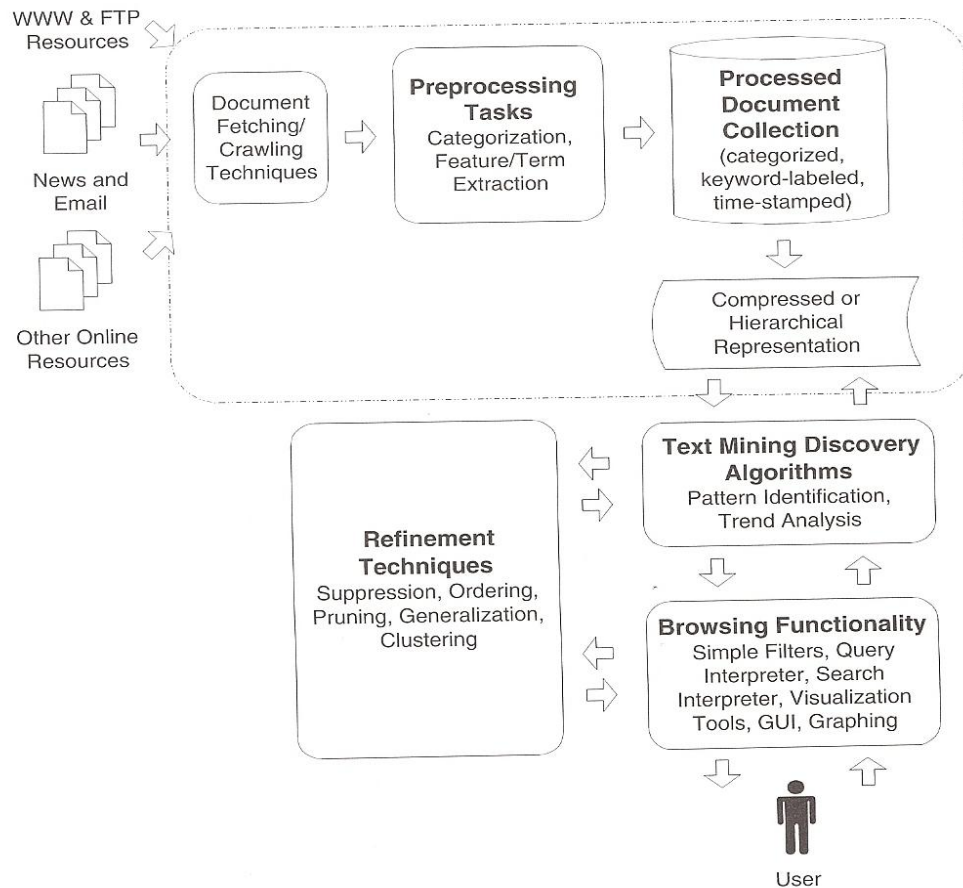 WWW & FTP
Resources
News and
Email
Other Online
Resources
Document
Fetching/
Crawling
Techniques
Preprocessing
Tasks
Categorization,
Feature/Term
Extraction
Processed
Document
Collection
(categorized,
keyword-labeled,
time-stamped)
Compressed or
Hierarchical
Representation
Text Mining Discovery
Algorithms
Pattern Identification,
Trend Analysis
Refinement
Techniques
Suppression, Ordering,
Pruning, Generalization,
Clustering
Browsing Functionality
Simple Filters, Query
Interpreter, Search
Interpreter, Visualization
Tools, GUI, Graphing
User